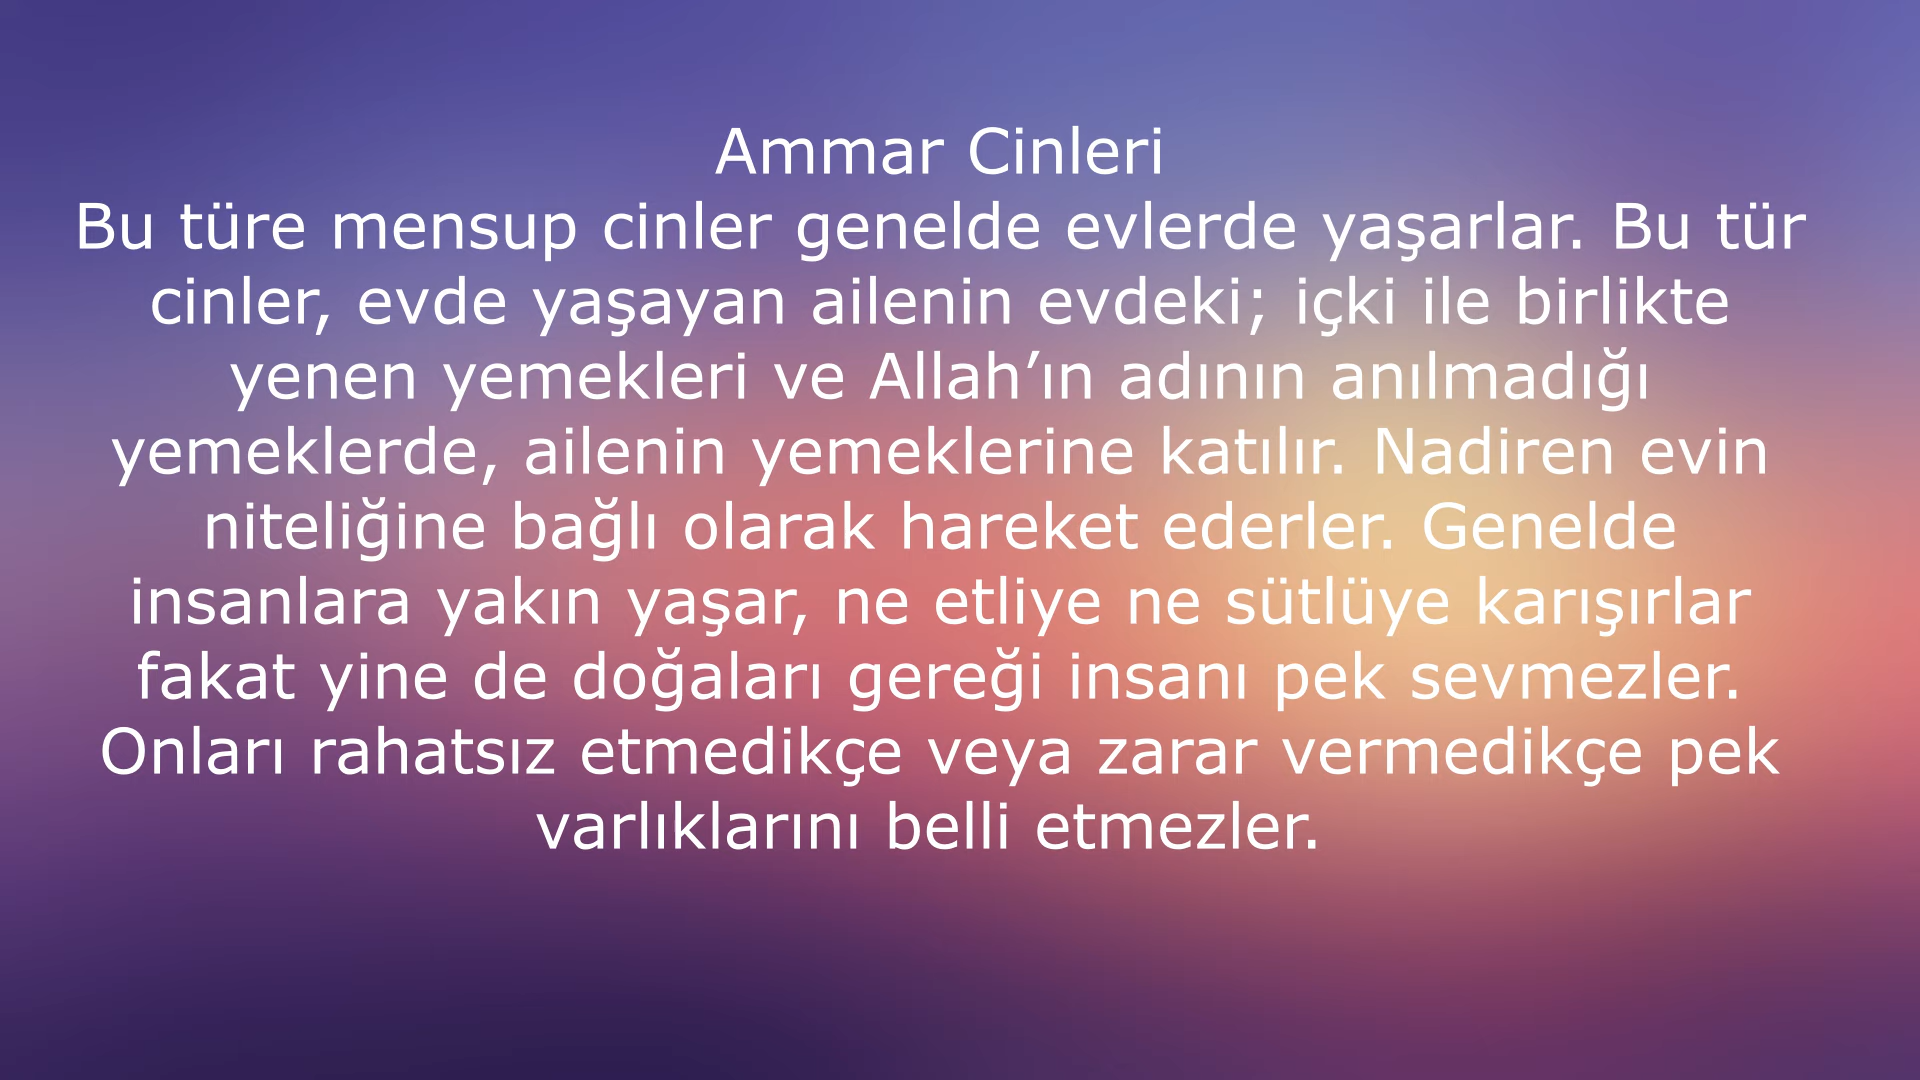 Ammar Cinleri
Bu türe mensup cinler genelde evlerde yaşarlar. Bu tür
cinler, evde yaşayan ailenin evdeki; içki ile birlikte
yenen yemekleri ve Allah’ın adının anılmadığı
yemeklerde, ailenin yemeklerine katılır. Nadiren evin
niteliğine bağlı olarak hareket ederler. Genelde
insanlara yakın yaşar, ne etliye ne sütlüye karışırlar
fakat yine de doğaları gereği insanı pek sevmezler.
Onları rahatsız etmedikçe veya zarar vermedikçe pek
varlıklarını belli etmezler.